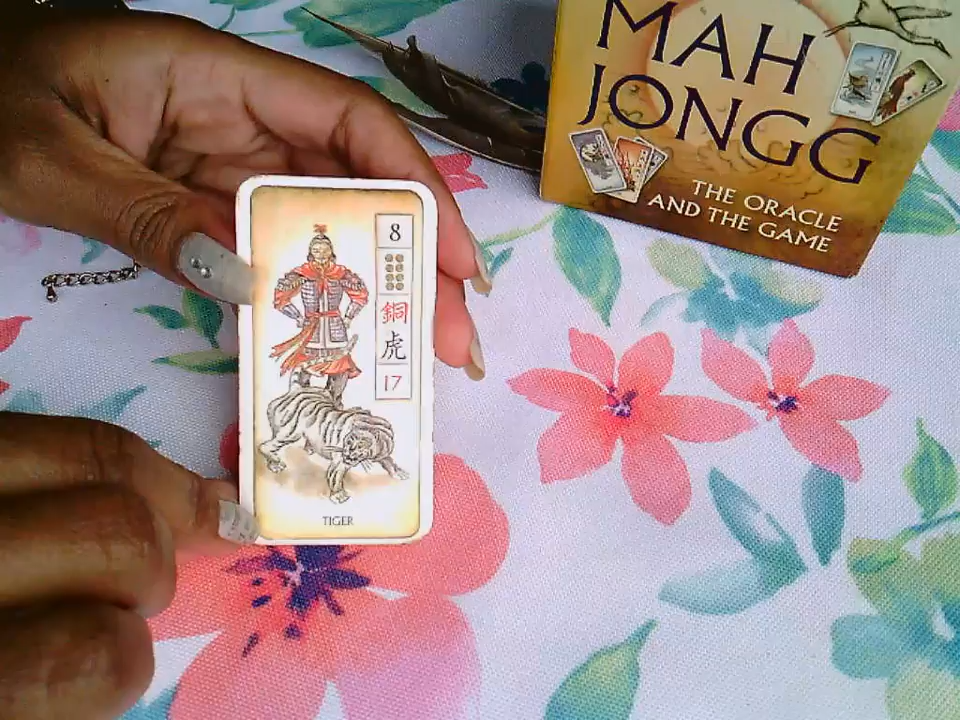 MAH
JONGG
THE ORACLE
AND THE GAME
8
銅
虎
17
TIGER